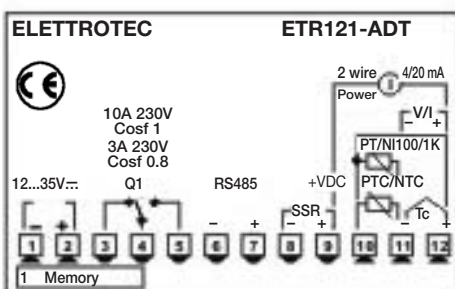 ELETTROTEC ETR121-ADT
CE
2 wire 4/20 mA
Power I
V/I
- +
10A 230V
Cosf 1
3A 230V
Cosf 0.8
PT/NI100/1K
12...35V⎓ Q1 RS485 +VDC PTC/NTC
SSR Tc
- + - + - + - +
1 2 3 4 5 6 7 8 9 10 11 12
1 Memory